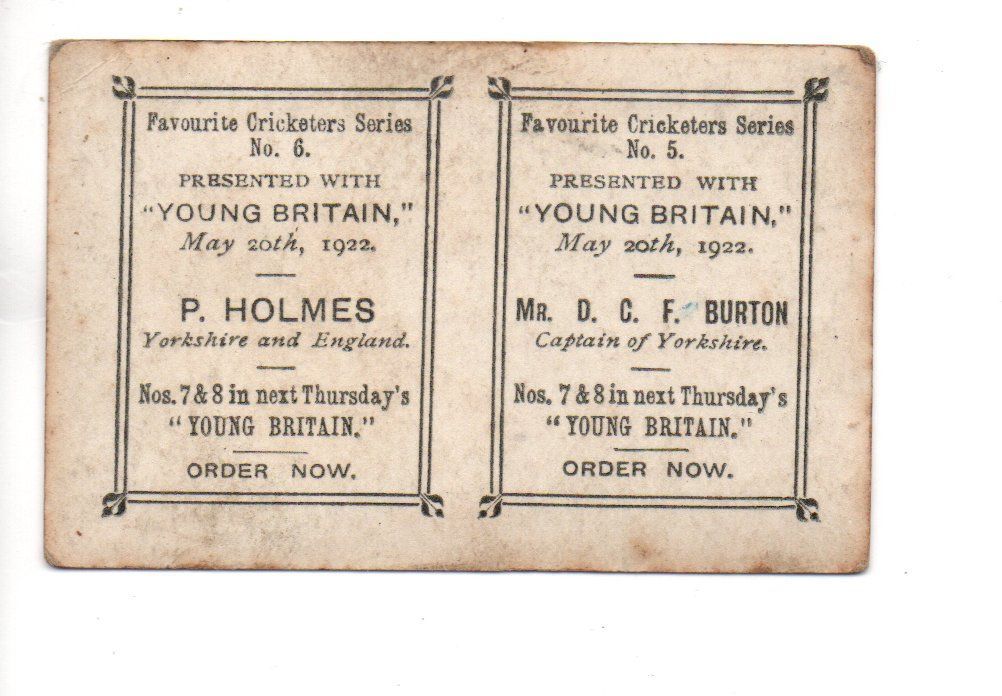 Favourite Cricketers Series
No. 6.
PRESENTED WITH
"YOUNG BRITAIN,"
May 20th, 1922.
P. HOLMES
Yorkshire and England.
Nos. 7 & 8 in next Thursday's
"YOUNG BRITAIN."
ORDER NOW.
Favourite Cricketers Series
No. 5.
PRESENTED WITH
"YOUNG BRITAIN,"
May 20th, 1922.
MR. D. C. F. BURTON
Captain of Yorkshire.
Nos. 7 & 8 in next Thursday's
"YOUNG BRITAIN."
ORDER NOW.